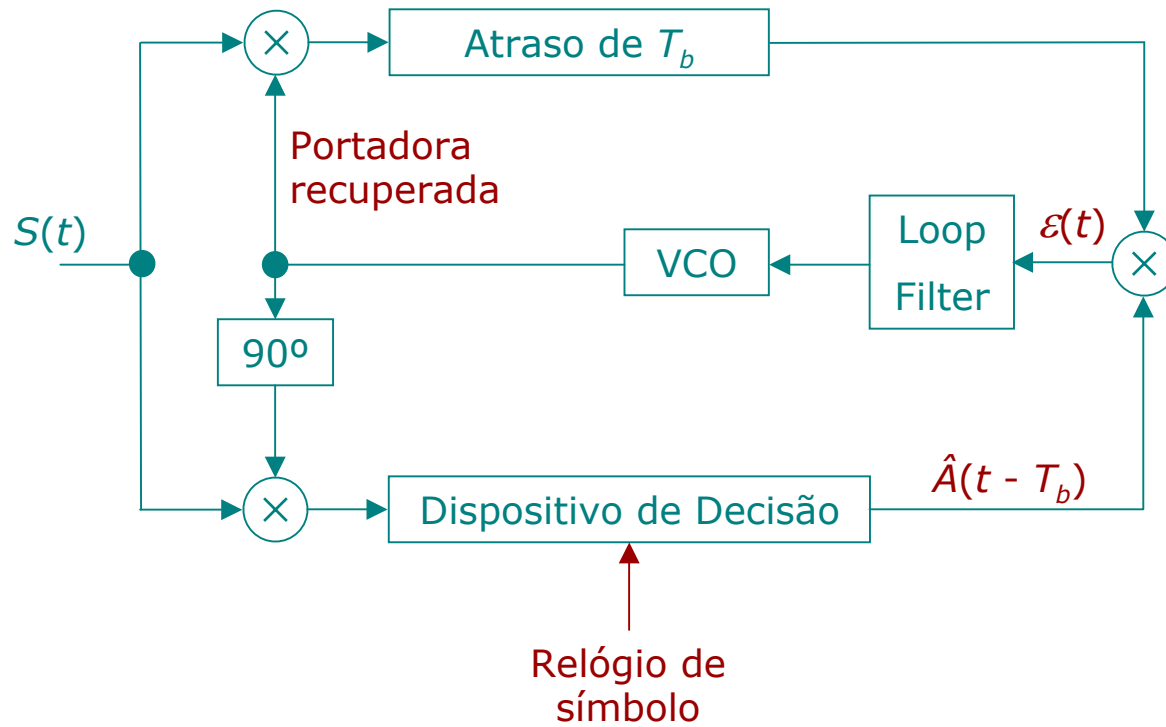 ×
Atraso de T_b
Portadora
recuperada
S(t)
VCO
Loop
Filter
ε(t)
×
90º
×
Dispositivo de Decisão
Â(t - T_b)
Relógio de
símbolo